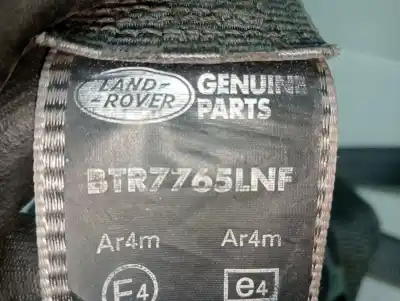 LAND-
-ROVER
GENUINE
PARTS
BTR7765LNF
Ar4m Ar4m
E4 e4